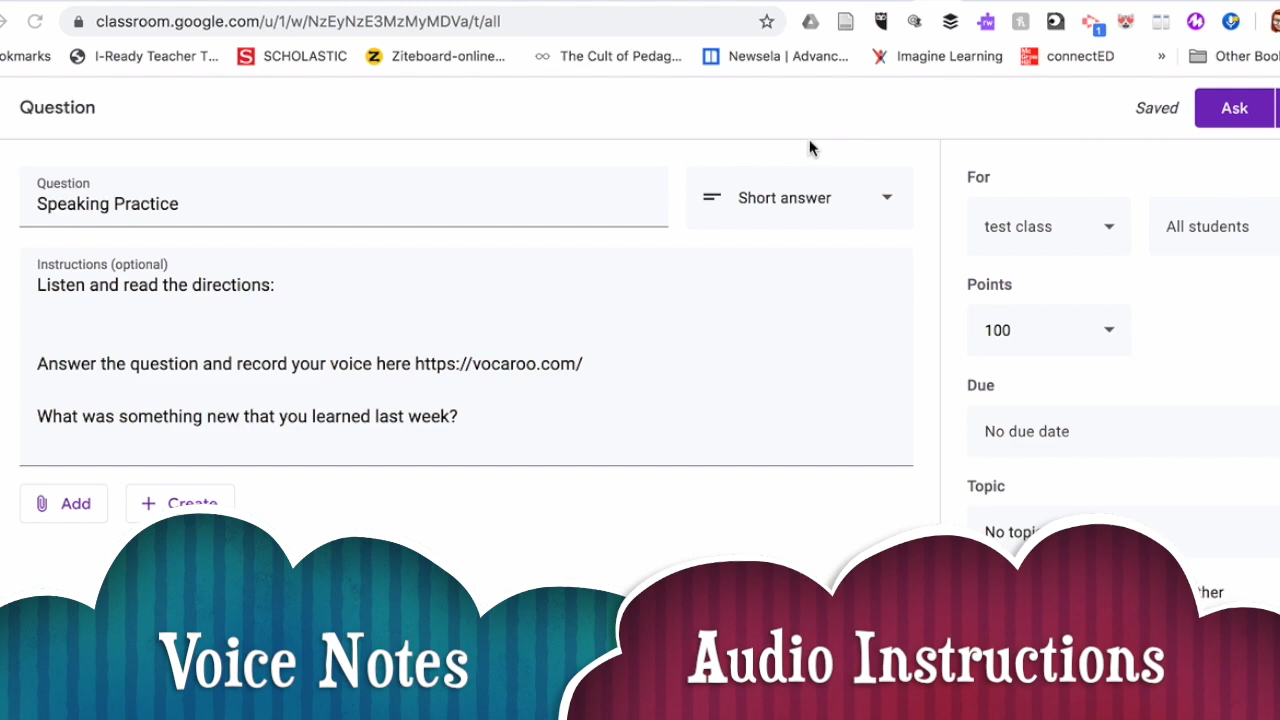 classroom.google.com/u/1/w/NzEyNzE3MzMyMDVa/t/all
1
okmarks I-Ready Teacher T... S SCHOLASTIC Z Ziteboard-online... The Cult of Pedag... Newsela | Advanc... Imagine Learning connectED » Other Boo
Question Saved Ask
Question
Speaking Practice
Short answer
Instructions (optional)
Listen and read the directions:
Answer the question and record your voice here https://vocaroo.com/
What was something new that you learned last week?
Add + Create
For
test class All students
Points
100
Due
No due date
Topic
No topi
ther
Voice Notes
Audio Instructions